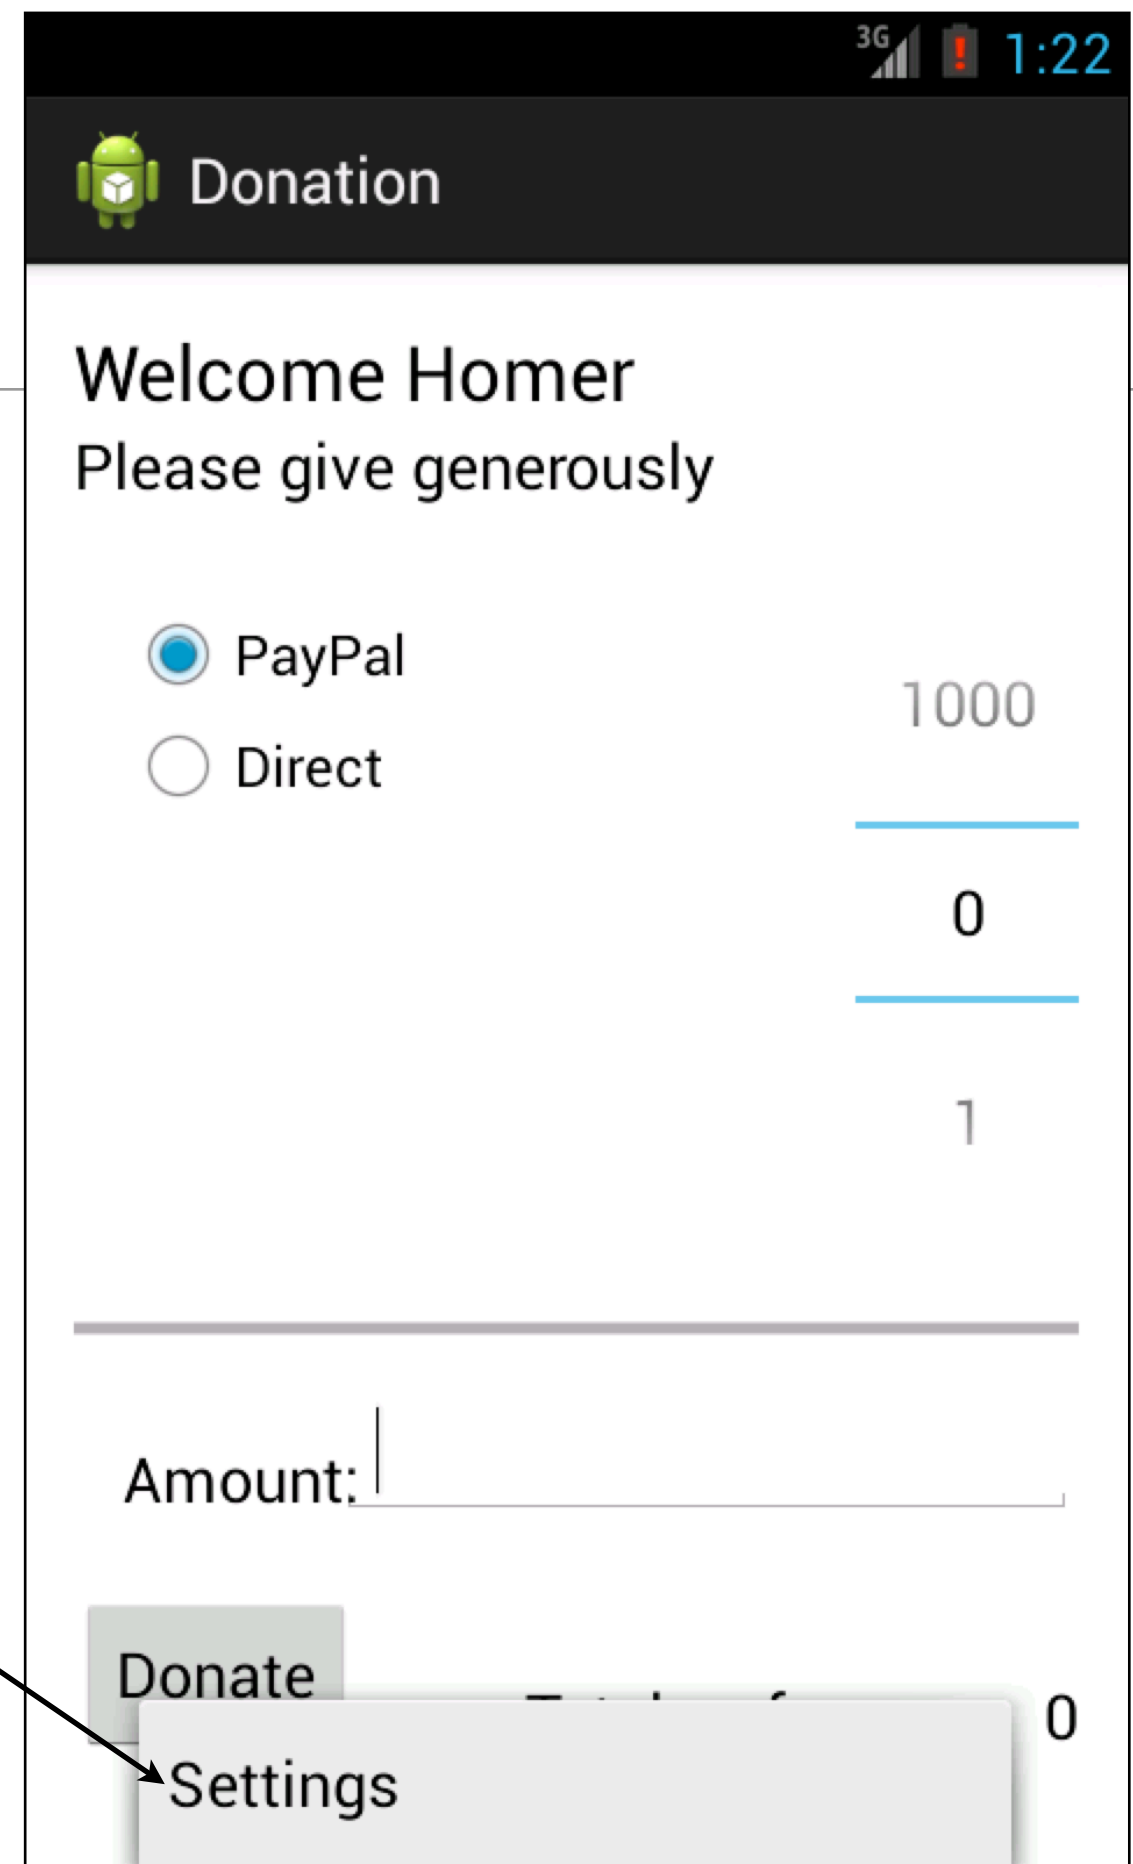 3G 1:22
Donation
Welcome Homer
Please give generously
PayPal
1000
Direct
0
1
Amount:
Donate
0
Settings